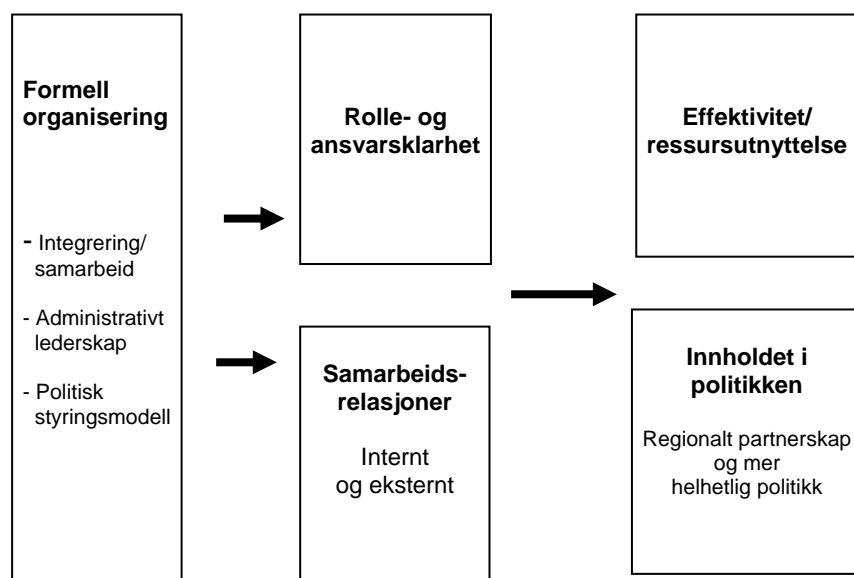 Formell
organisering
- Integrering/
samarbeid
- Administrativt
lederskap
- Politisk
styringsmodell
Rolle- og
ansvarsklarhet
Samarbeids-
relasjoner
Internt
og eksternt
Effektivitet/
ressursutnyttelse
Innholdet i
politikken
Regionalt partnerskap
og mer
helhetlig politikk